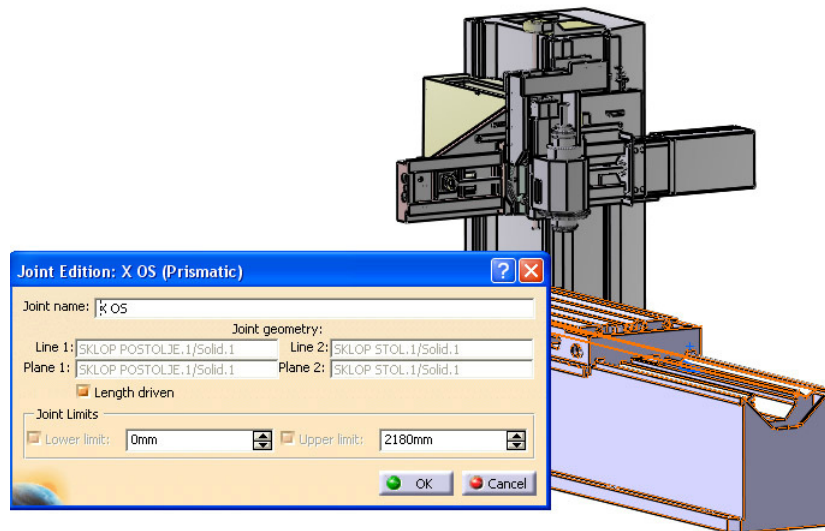 Joint Edition: X OS (Prismatic)
Joint name: X OS
Joint geometry:
Line 1: SKLOP POSTOLJE.1/Solid.1 Line 2: SKLOP STOL.1/Solid.1
Plane 1: SKLOP POSTOLJE.1/Solid.1 Plane 2: SKLOP STOL.1/Solid.1
Length driven
Joint Limits
Lower limit: 0mm Upper limit: 2180mm
OK Cancel